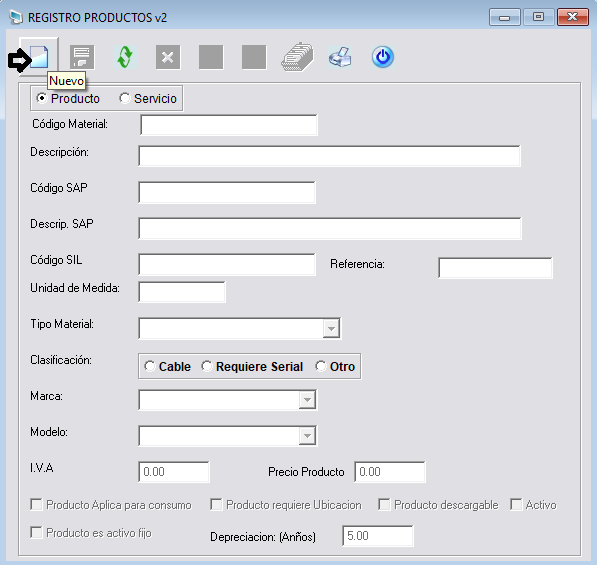 REGISTRO PRODUCTOS v2
Nuevo
Producto Servicio
Código Material:
Descripción:
Código SAP
Descrip. SAP
Código SIL Referencia:
Unidad de Medida:
Tipo Material:
Clasificación: Cable Requiere Serial Otro
Marca:
Modelo:
I.V.A 0.00 Precio Producto 0.00
Producto Aplica para consumo Producto requiere Ubicacion Producto descargable Activo
Producto es activo fijo Depreciacion: (Anños) 5.00